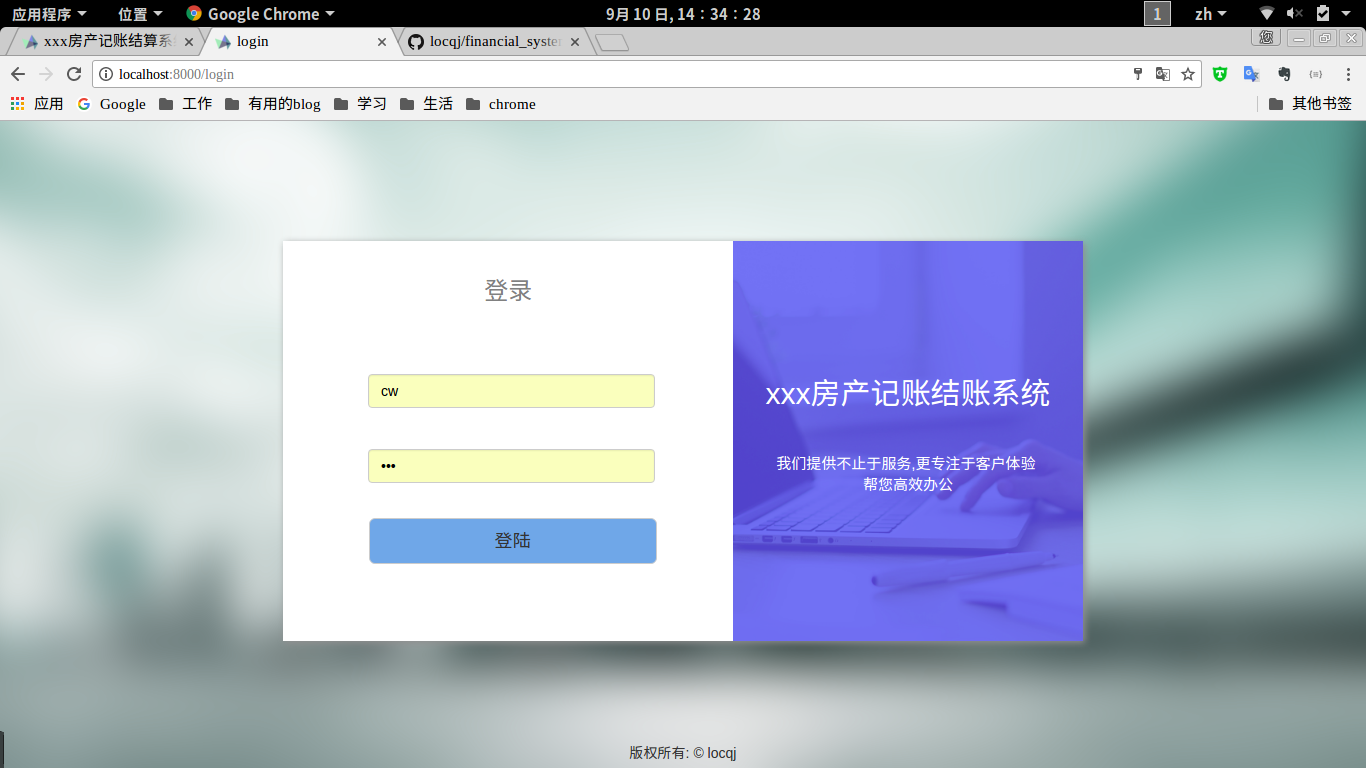 应用程序 位置 Google Chrome 9月 10 日, 14：34：28 1 zh
xxx房产记账结算系 login locqj/financial_syste 您
localhost:8000/login
应用 Google 工作 有用的blog 学习 生活 chrome 其他书签
登录
cw
•••
登陆
xxx房产记账结账系统
我们提供不止于服务,更专注于客户体验
帮您高效办公
版权所有: © locqj